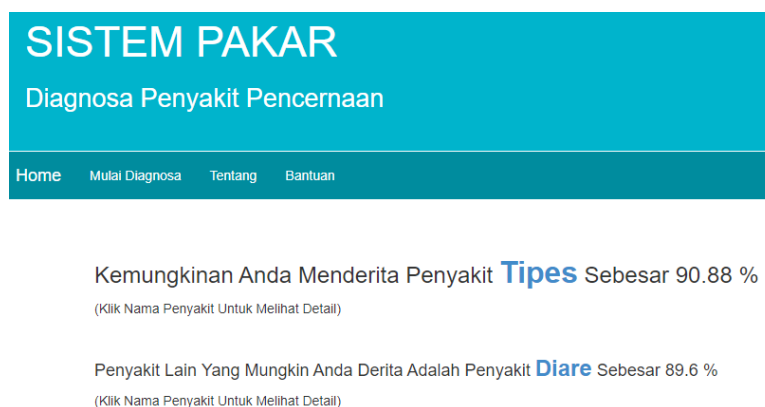 SISTEM PAKAR
Diagnosa Penyakit Pencernaan
Home Mulai Diagnosa Tentang Bantuan
Kemungkinan Anda Menderita Penyakit Tipes Sebesar 90.88 %
(Klik Nama Penyakit Untuk Melihat Detail)
Penyakit Lain Yang Mungkin Anda Derita Adalah Penyakit Diare Sebesar 89.6 %
(Klik Nama Penyakit Untuk Melihat Detail)